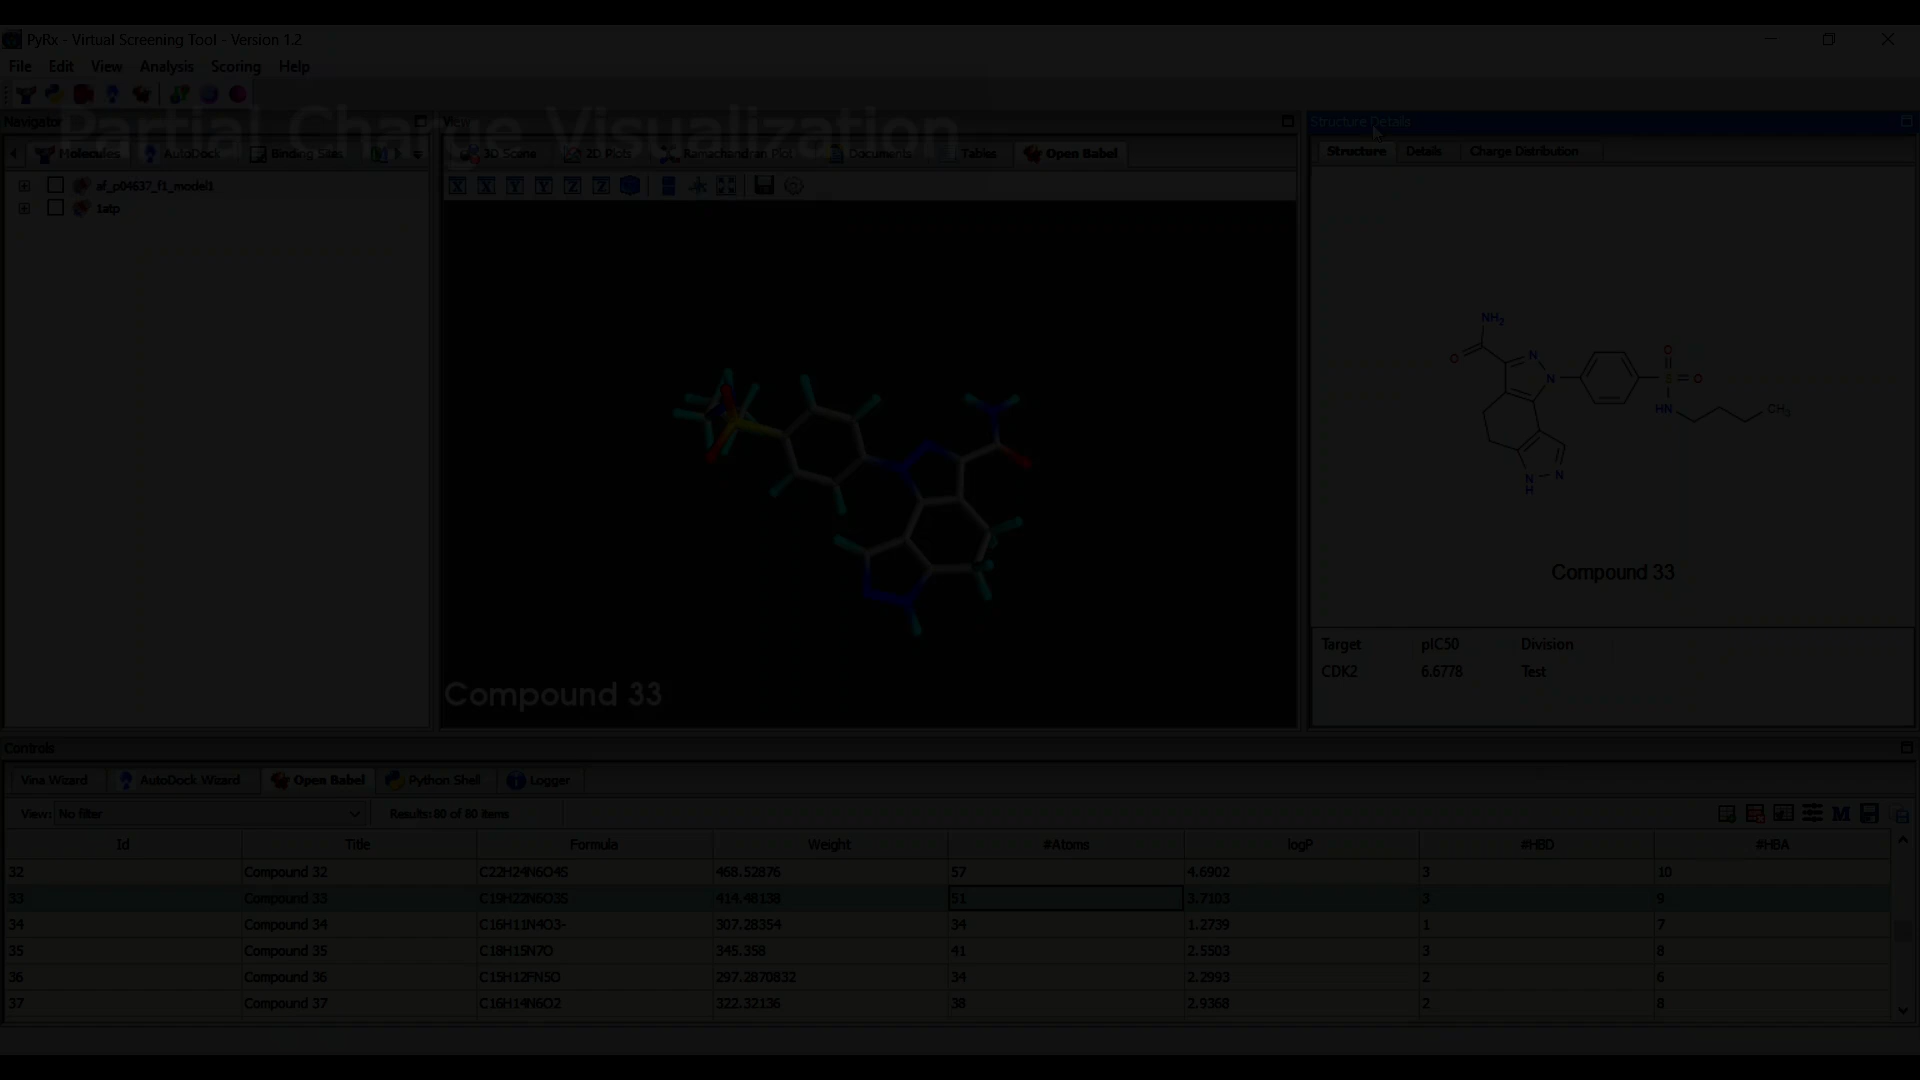 PyRx - Virtual Screening Tool - Version 1.2
File Edit View Analysis Scoring Help
Partial Charge Visualization
Navigator
View
Structure Details
Molecules AutoDock Binding Sites
3D Scene 2D Plots Ramachandran Plot Documents Tables Open Babel
Structure Details Charge Distribution
af_p04637_f1_model1
1atp
NH2
O
N
N
O
S
O
HN
CH3
N
N
H
Compound 33
Compound 33
Target pIC50 Division
CDK2 6.6778 Test
Controls
Vina Wizard AutoDock Wizard Open Babel Python Shell Logger
View: No filter Results: 80 of 80 items
Id Title Formula Weight #Atoms logP #HBD #HBA
32 Compound 32 C22H24N6O4S 468.52876 57 4.6902 3 10
33 Compound 33 C19H22N6O3S 414.48138 51 3.7103 3 9
34 Compound 34 C16H11N4O3- 307.28354 34 1.2739 1 7
35 Compound 35 C18H15N7O 345.358 41 2.5503 3 8
36 Compound 36 C15H12FN5O 297.2870832 34 2.2993 2 6
37 Compound 37 C16H14N6O2 322.32136 38 2.9368 2 8